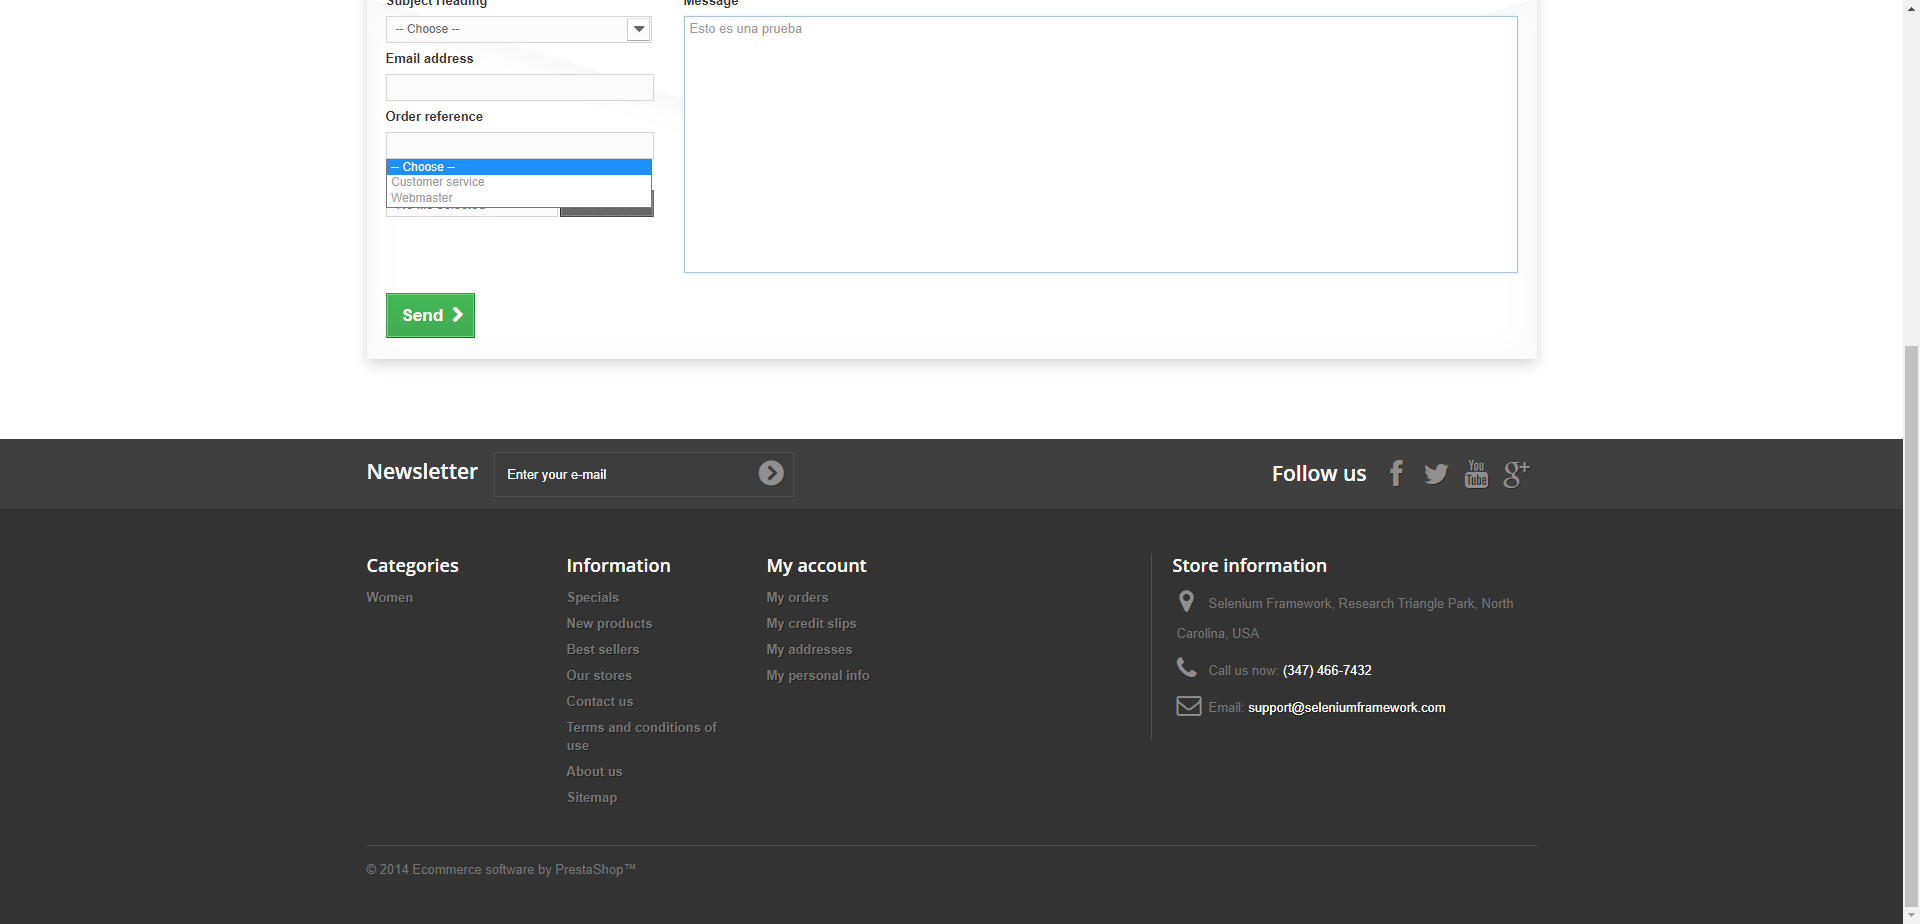 Subject Heading
-- Choose --
Email address
Order reference
-- Choose --
Customer service
Webmaster
No file selected
Message
Esto es una prueba
Send
Newsletter
Enter your e-mail
Follow us
Categories
Women
Information
Specials
New products
Best sellers
Our stores
Contact us
Terms and conditions of
use
About us
Sitemap
My account
My orders
My credit slips
My addresses
My personal info
Store information
Selenium Framework, Research Triangle Park, North
Carolina, USA
Call us now: (347) 466-7432
Email: support@seleniumframework.com
© 2014 Ecommerce software by PrestaShop™